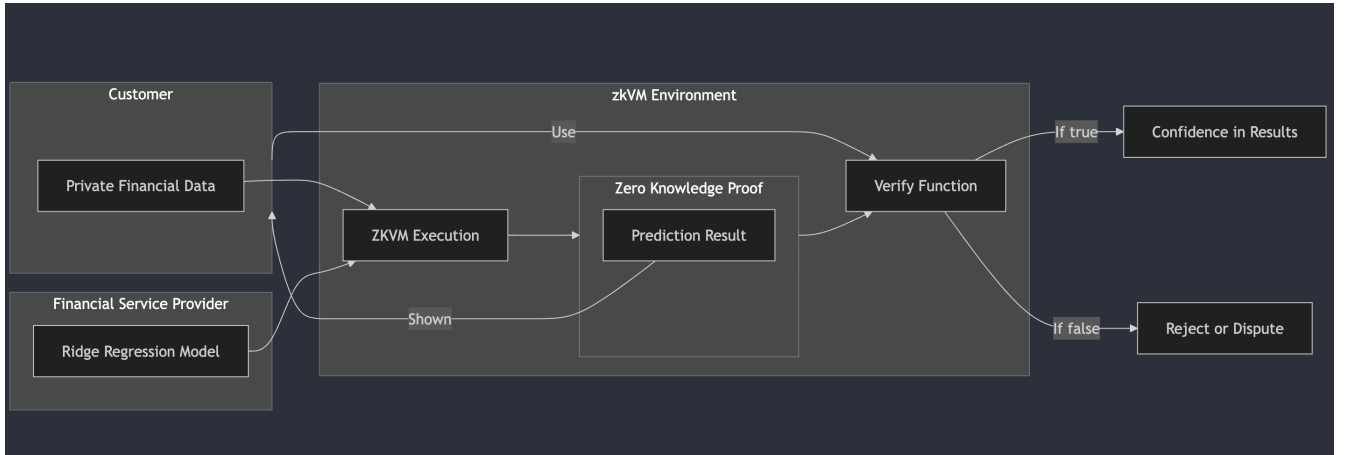 Customer
Private Financial Data
Financial Service Provider
Ridge Regression Model
zkVM Environment
Use
ZKVM Execution
Zero Knowledge Proof
Prediction Result
Shown
Verify Function
If true
Confidence in Results
If false
Reject or Dispute